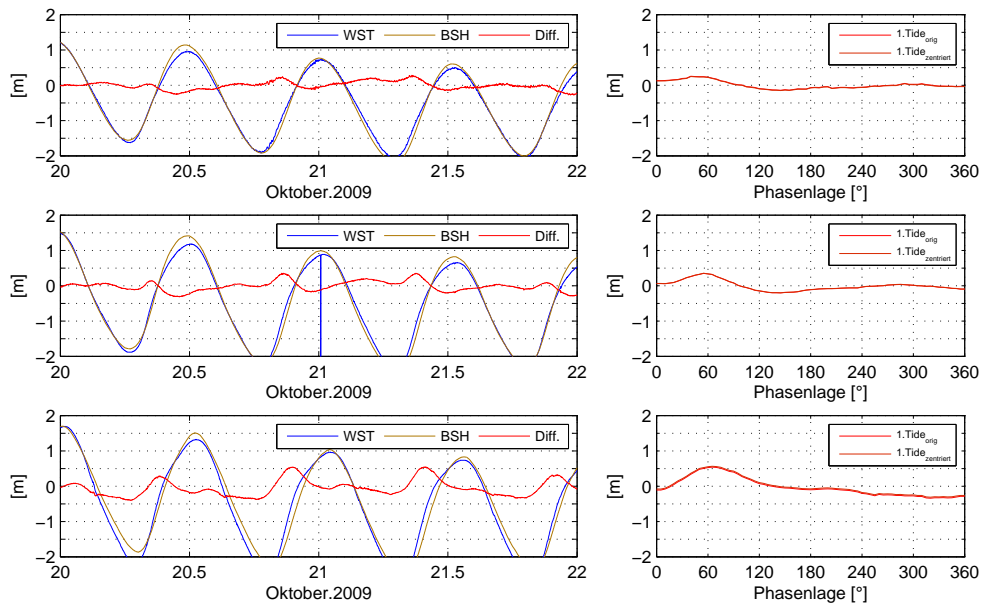 2
1
0
−1
−2
[m]
WST BSH Diff.
20 20.5 21 21.5 22
Oktober.2009
2
1
0
−1
−2
[m]
1.Tide_orig
1.Tide_zentriert
0 60 120 180 240 300 360
Phasenlage [°]
2
1
0
−1
−2
[m]
WST BSH Diff.
20 20.5 21 21.5 22
Oktober.2009
2
1
0
−1
−2
[m]
1.Tide_orig
1.Tide_zentriert
0 60 120 180 240 300 360
Phasenlage [°]
2
1
0
−1
−2
[m]
WST BSH Diff.
20 20.5 21 21.5 22
Oktober.2009
2
1
0
−1
−2
[m]
1.Tide_orig
1.Tide_zentriert
0 60 120 180 240 300 360
Phasenlage [°]